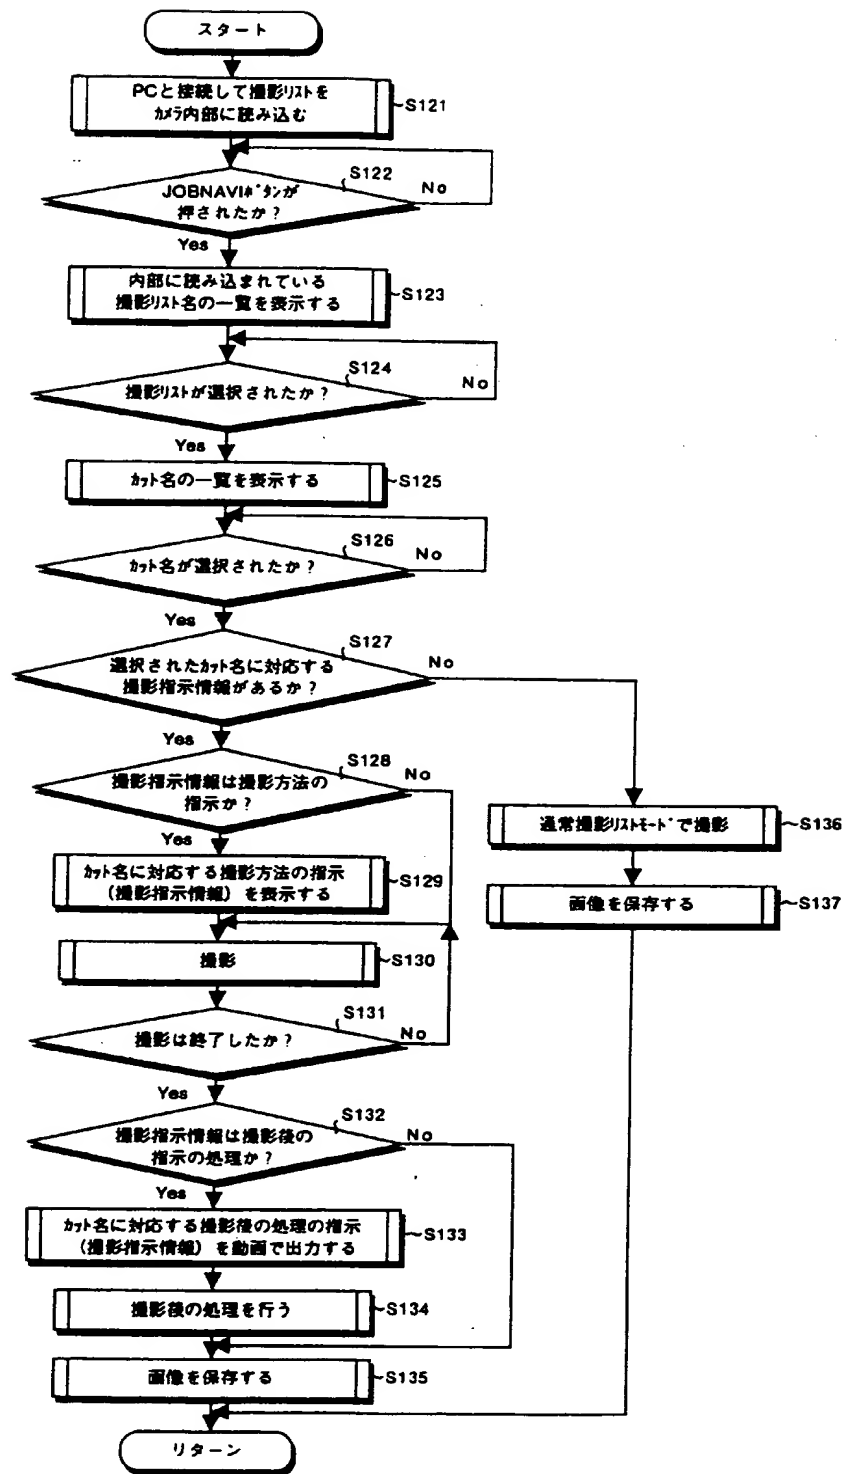 スタート
PCと接続して撮影リストを
カメラ内部に読み込む
S121
S122
JOBNAVIボタンが
押されたか?
No
Yes
内部に読み込まれている
撮影リスト名の一覧を表示する
S123
S124
撮影リストが選択されたか?
No
Yes
カット名の一覧を表示する
S125
S126
カット名が選択されたか?
No
Yes
S127
選択されたカット名に対応する
撮影指示情報があるか?
No
Yes
S128
撮影指示情報は撮影方法の
指示か?
No
Yes
通常撮影リストモードで撮影
S136
カット名に対応する撮影方法の指示
(撮影指示情報)を表示する
S129
画像を保存する
S137
撮影
S130
S131
撮影は終了したか?
No
Yes
S132
撮影指示情報は撮影後の
指示の処理か?
No
Yes
カット名に対応する撮影後の処理の指示
(撮影指示情報)を動画で出力する
S133
撮影後の処理を行う
S134
画像を保存する
S135
リターン